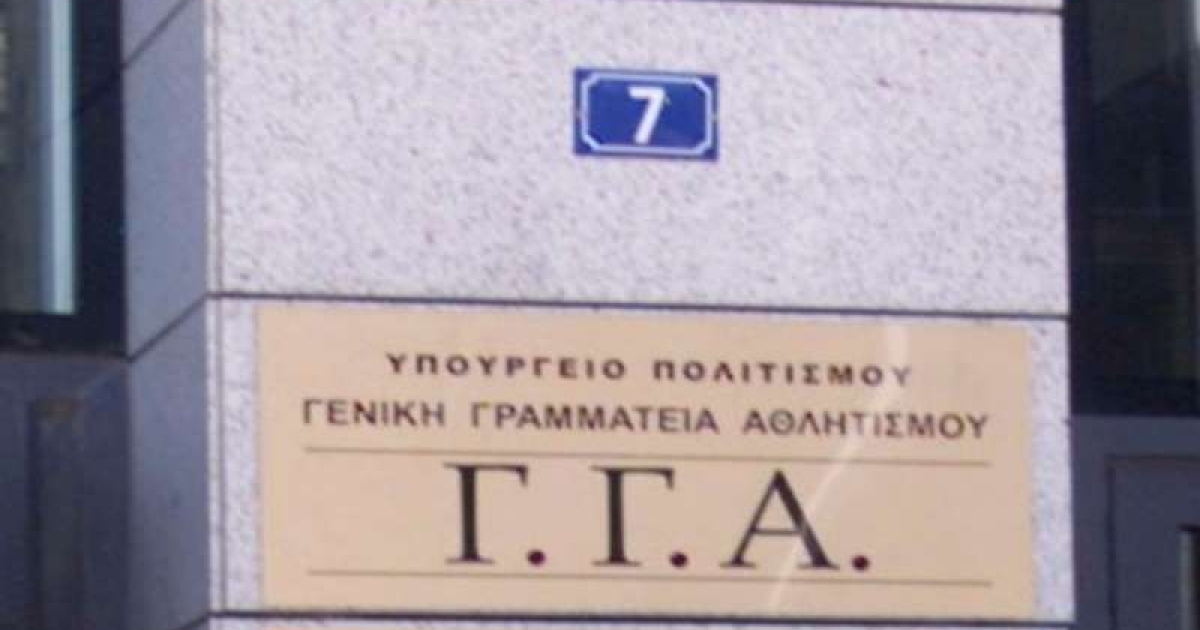 7
ΥΠΟΥΡΓΕΙΟ ΠΟΛΙΤΙΣΜΟΥ
ΓΕΝΙΚΗ ΓΡΑΜΜΑΤΕΙΑ ΑΘΛΗΤΙΣΜΟΥ
Γ.Γ.Α.